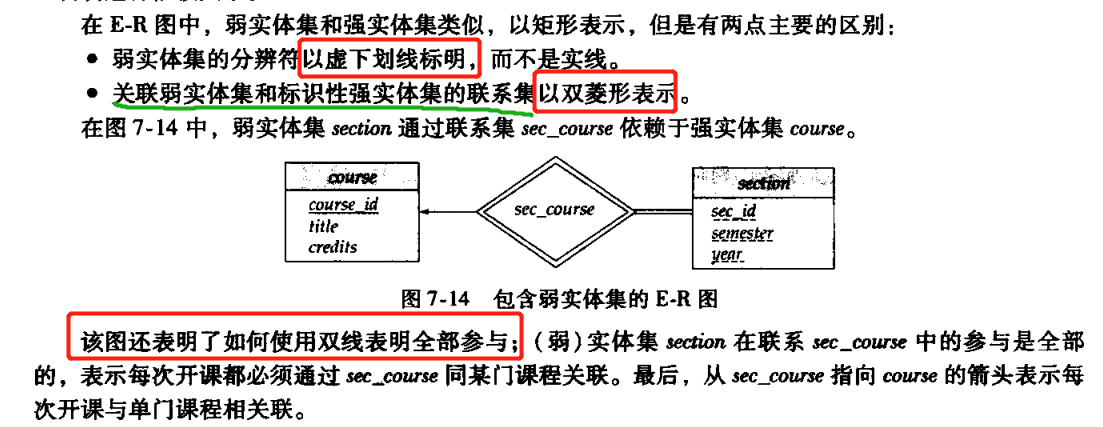 在 E-R 图中，弱实体集和强实体集类似，以矩形表示，但是有两点主要的区别：
● 弱实体集的分辨符以虚下划线标明，而不是实线。
● 关联弱实体集和标识性强实体集的联系集以双菱形表示。
在图 7-14 中，弱实体集 section 通过联系集 sec_course 依赖于强实体集 course。
course
course_id
title
credits
sec_course
section
sec_id
semester
year
图 7-14 包含弱实体集的 E-R 图
该图还表明了如何使用双线表明全部参与；（弱）实体集 section 在联系 sec_course 中的参与是全部
的，表示每次开课都必须通过 sec_course 同某门课程关联。最后，从 sec_course 指向 course 的箭头表示每
次开课与单门课程相关联。